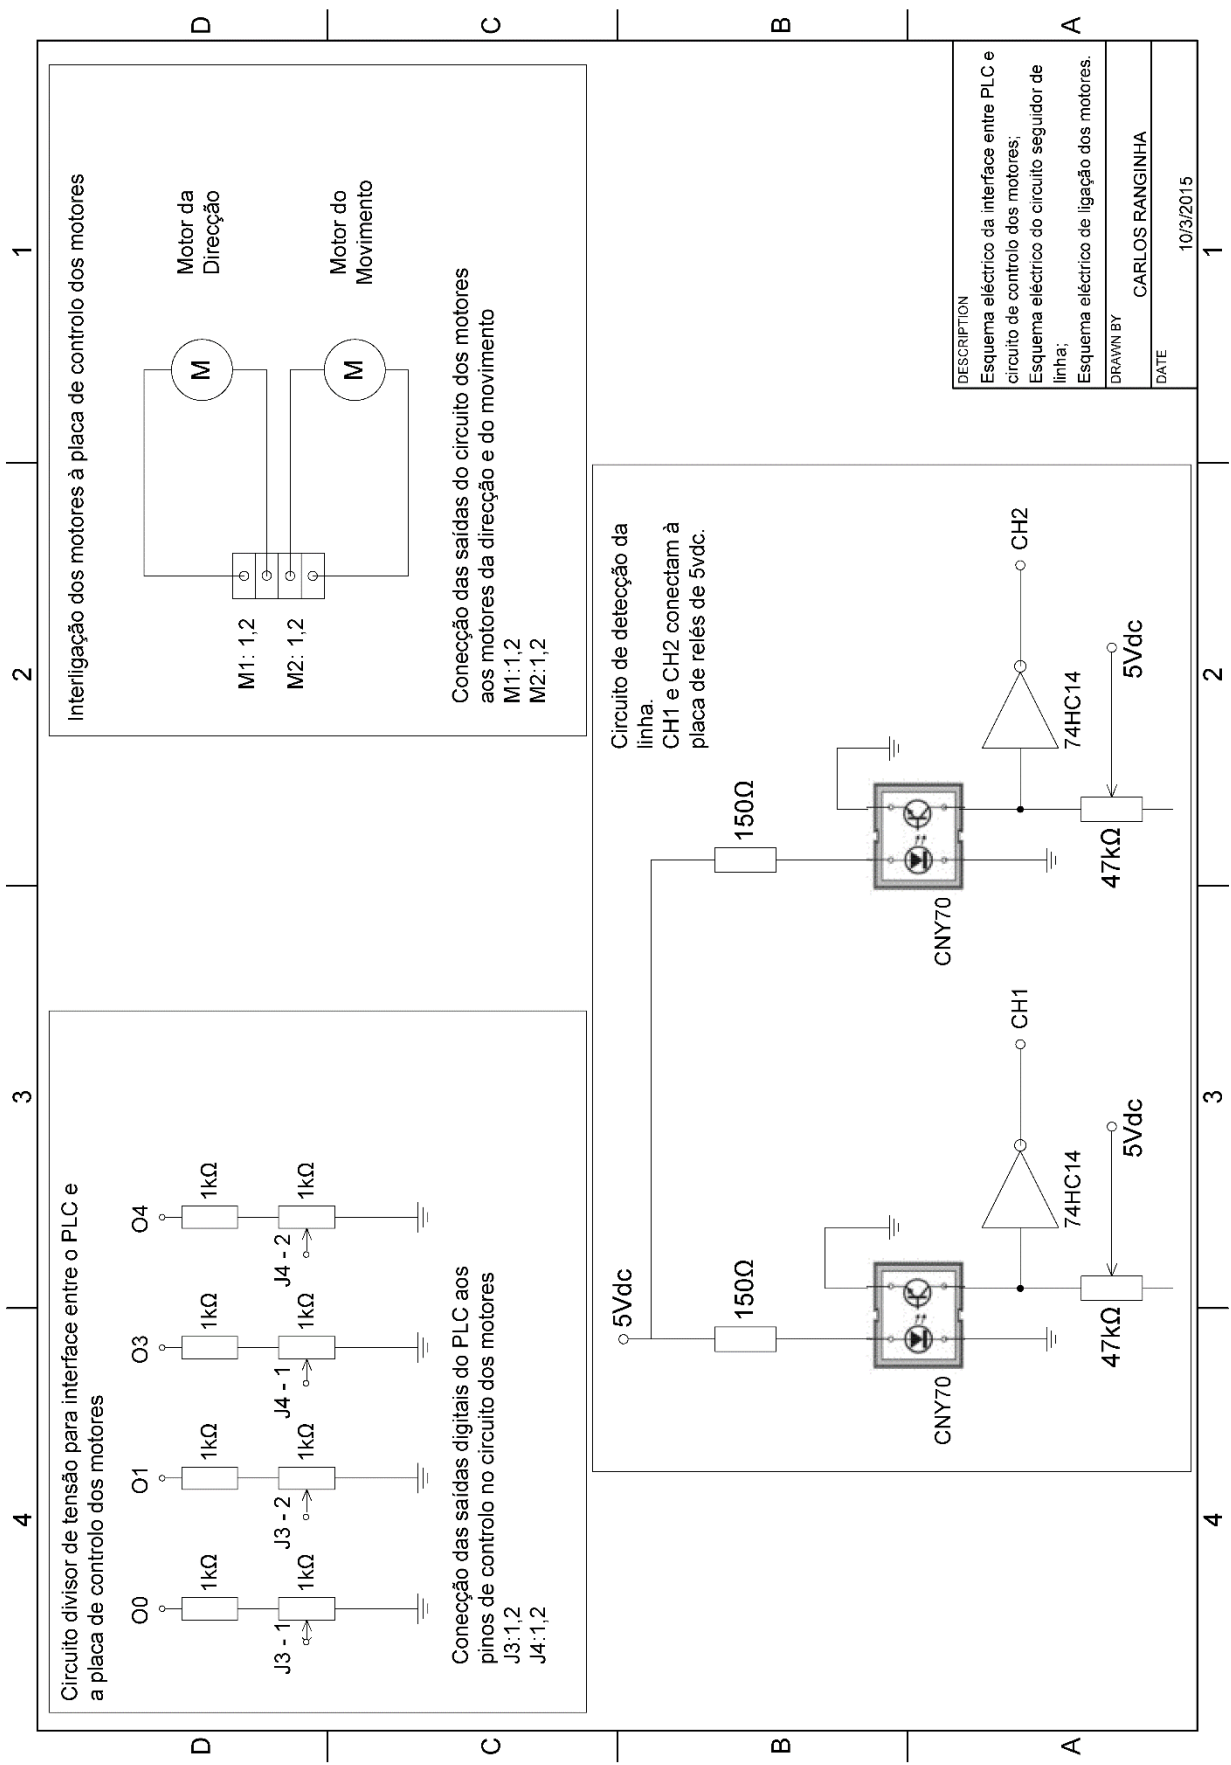 4
3
2
1
D
C
B
A
Circuito divisor de tensão para interface entre o PLC e
a placa de controlo dos motores
O0
O1
O3
O4
1kΩ
1kΩ
1kΩ
1kΩ
J3 - 1
1kΩ
J3 - 2
1kΩ
J4 - 1
1kΩ
J4 - 2
1kΩ
Conecção das saídas digitais do PLC aos
pinos de controlo no circuito dos motores
J3:1,2
J4:1,2
Interligação dos motores à placa de controlo dos motores
M1: 1,2
M2: 1,2
M
Motor da
Direcção
M
Motor do
Movimento
Conecção das saídas do circuito dos motores
aos motores da direcção e do movimento
M1:1,2
M2:1,2
5Vdc
Circuito de detecção da
linha.
CH1 e CH2 conectam à
placa de relés de 5vdc.
150Ω
150Ω
CNY70
CNY70
CH1
CH2
74HC14
74HC14
47kΩ
5Vdc
47kΩ
5Vdc
DESCRIPTION
Esquema eléctrico da interface entre PLC e
circuito de controlo dos motores;
Esquema eléctrico do circuito seguidor de
linha;
Esquema eléctrico de ligação dos motores.
DRAWN BY
CARLOS RANGINHA
DATE
10/3/2015
D
C
B
A
4
3
2
1